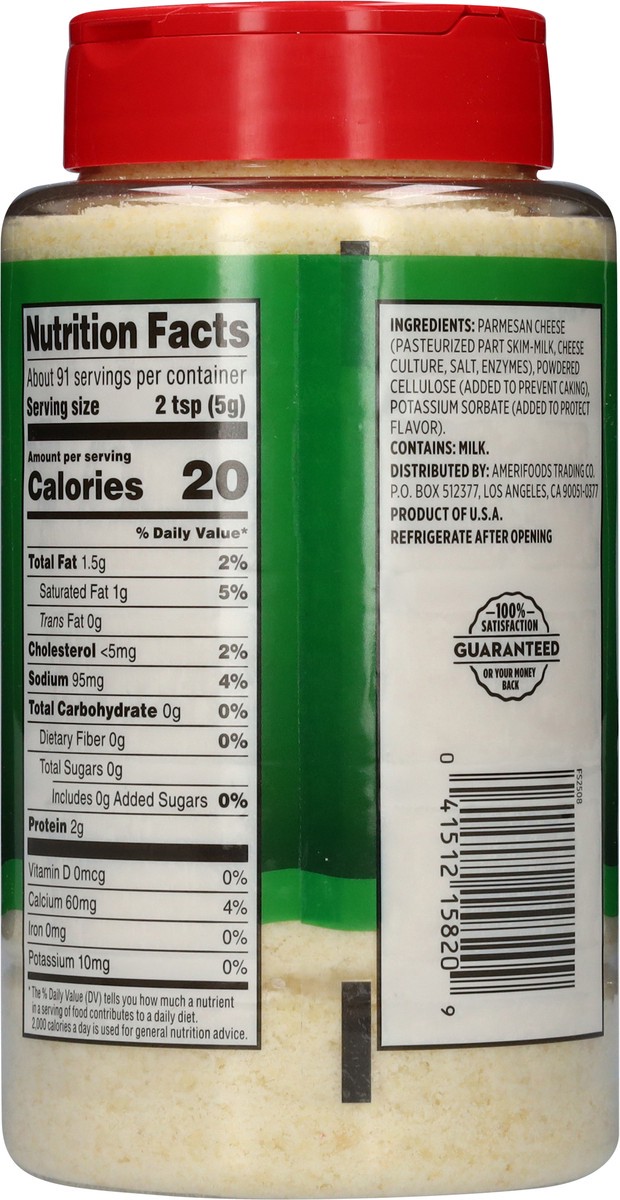 Nutrition Facts
About 91 servings per container
Serving size 2 tsp (5g)
Amount per serving
Calories 20
% Daily Value*
Total Fat 1.5g 2%
Saturated Fat 1g 5%
Trans Fat 0g
Cholesterol <5mg 2%
Sodium 95mg 4%
Total Carbohydrate 0g 0%
Dietary Fiber 0g 0%
Total Sugars 0g
Includes 0g Added Sugars 0%
Protein 2g
Vitamin D 0mcg 0%
Calcium 60mg 4%
Iron 0mg 0%
Potassium 10mg 0%
*The % Daily Value (DV) tells you how much a nutrient
in a serving of food contributes to a daily diet.
2,000 calories a day is used for general nutrition advice.
INGREDIENTS: PARMESAN CHEESE
(PASTEURIZED PART SKIM-MILK, CHEESE
CULTURE, SALT, ENZYMES), POWDERED
CELLULOSE (ADDED TO PREVENT CAKING),
POTASSIUM SORBATE (ADDED TO PROTECT
FLAVOR).
CONTAINS: MILK.
DISTRIBUTED BY: AMERIFOODS TRADING CO.
P.O. BOX 512377, LOS ANGELES, CA 90051-0377
PRODUCT OF U.S.A.
REFRIGERATE AFTER OPENING
100%
SATISFACTION
GUARANTEED
OR YOUR MONEY
BACK
FS2508
0 41512 15820 9